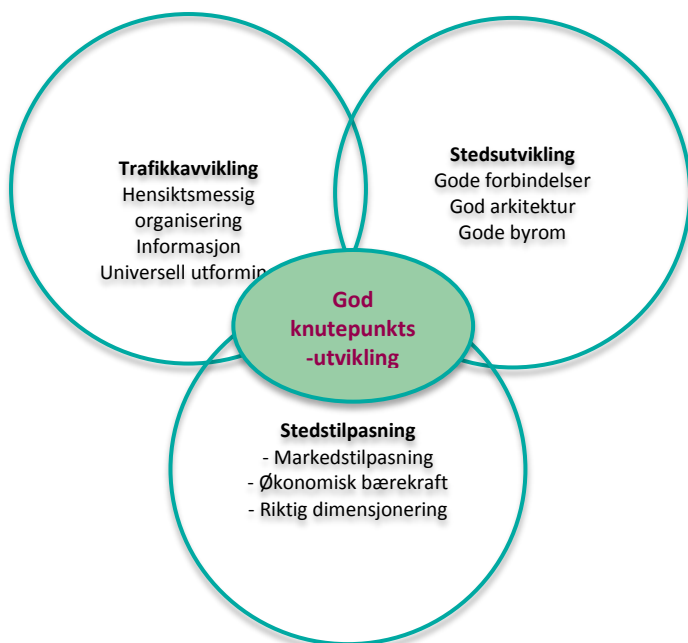 Trafikkavvikling
Hensiktsmessig
organisering
Informasjon
Universell utformin
Stedsutvikling
Gode forbindelser
God arkitektur
Gode byrom
God
knutepunkts
-utvikling
Stedstilpasning
- Markedstilpasning
- Økonomisk bærekraft
- Riktig dimensjonering